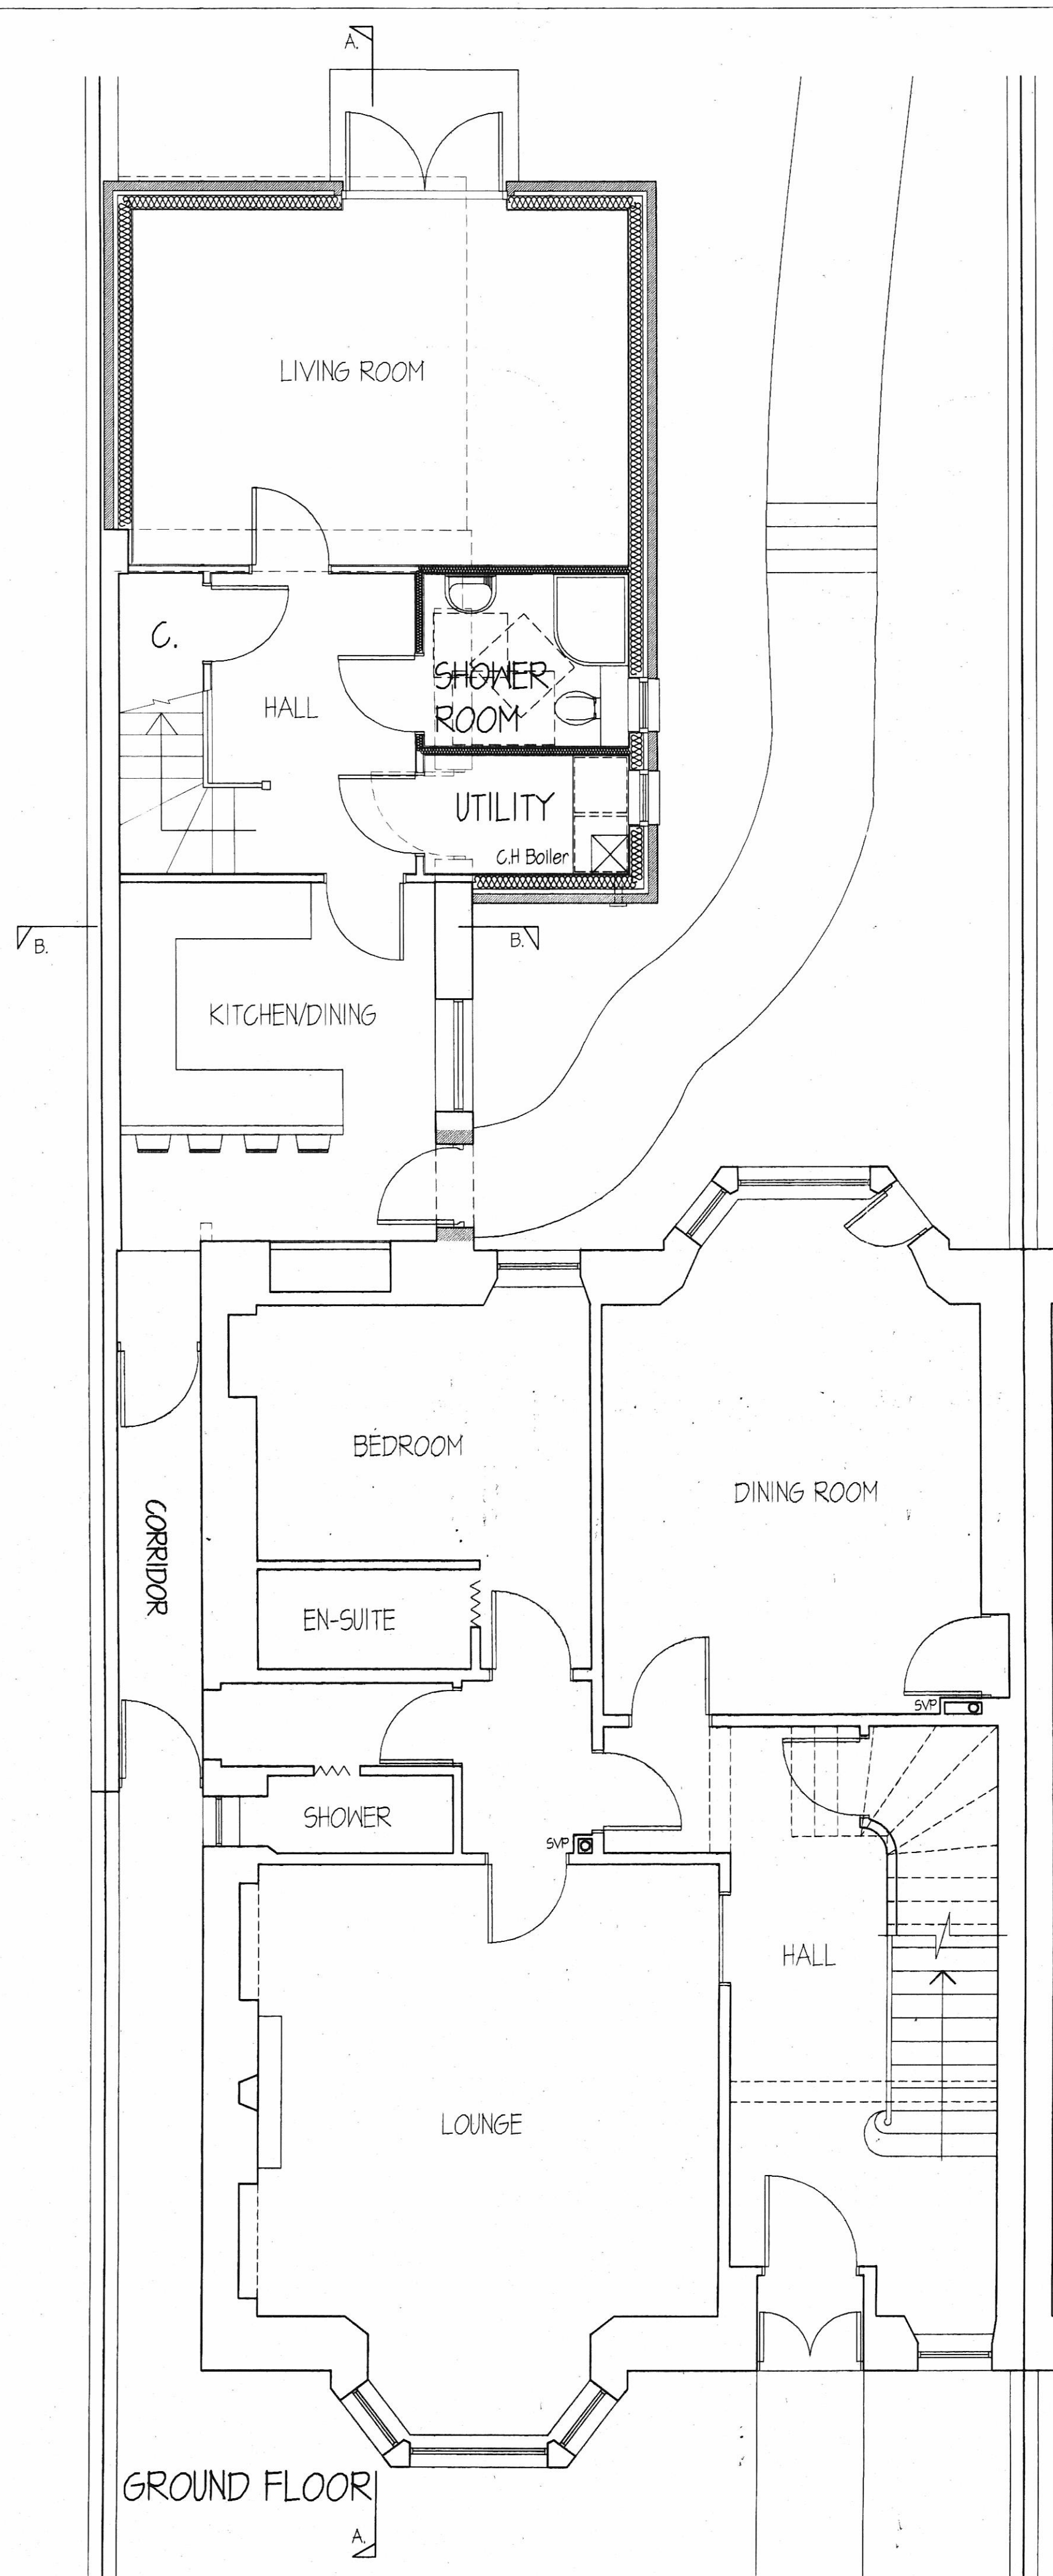 A.
LIVING ROOM
C.
SHOWER
ROOM
HALL
UTILITY
C.H Boiler
B.
B.
KITCHEN/DINING
BEDROOM
DINING ROOM
CORRIDOR
EN-SUITE
SVP
SHOWER
SVP
HALL
LOUNGE
GROUND FLOOR
A.